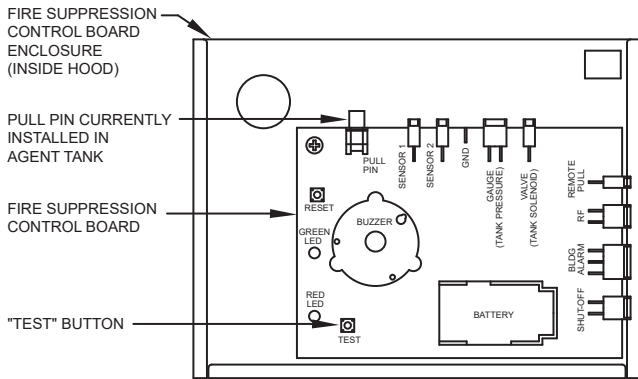 FIRE SUPPRESSION
CONTROL BOARD
ENCLOSURE
(INSIDE HOOD)
PULL PIN CURRENTLY
INSTALLED IN
AGENT TANK
FIRE SUPPRESSION
CONTROL BOARD
"TEST" BUTTON
PULL
PIN
SENSOR 1
SENSOR 2
GND
GAUGE
(TANK PRESSURE)
VALVE
(TANK SOLENOID)
REMOTE
PULL
RF
BLDG
ALARM
SHUT-OFF
RESET
BUZZER
GREEN
LED
RED
LED
TEST
BATTERY